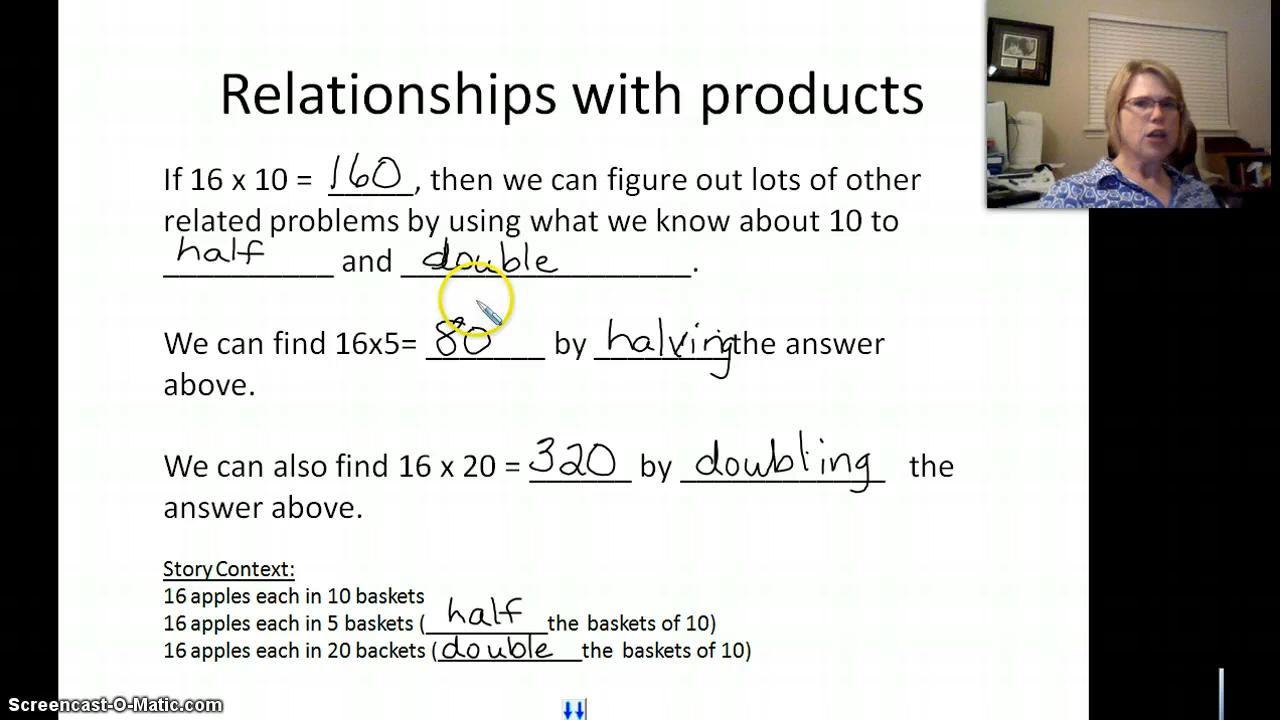 Relationships with products
If 16 x 10 = 160, then we can figure out lots of other
related problems by using what we know about 10 to
half and double.
We can find 16x5= 80 by halving the answer
above.
We can also find 16 x 20 = 320 by doubling the
answer above.
Story Context:
16 apples each in 10 baskets
16 apples each in 5 baskets (half the baskets of 10)
16 apples each in 20 backets (double the baskets of 10)
Screencast-O-Matic.com